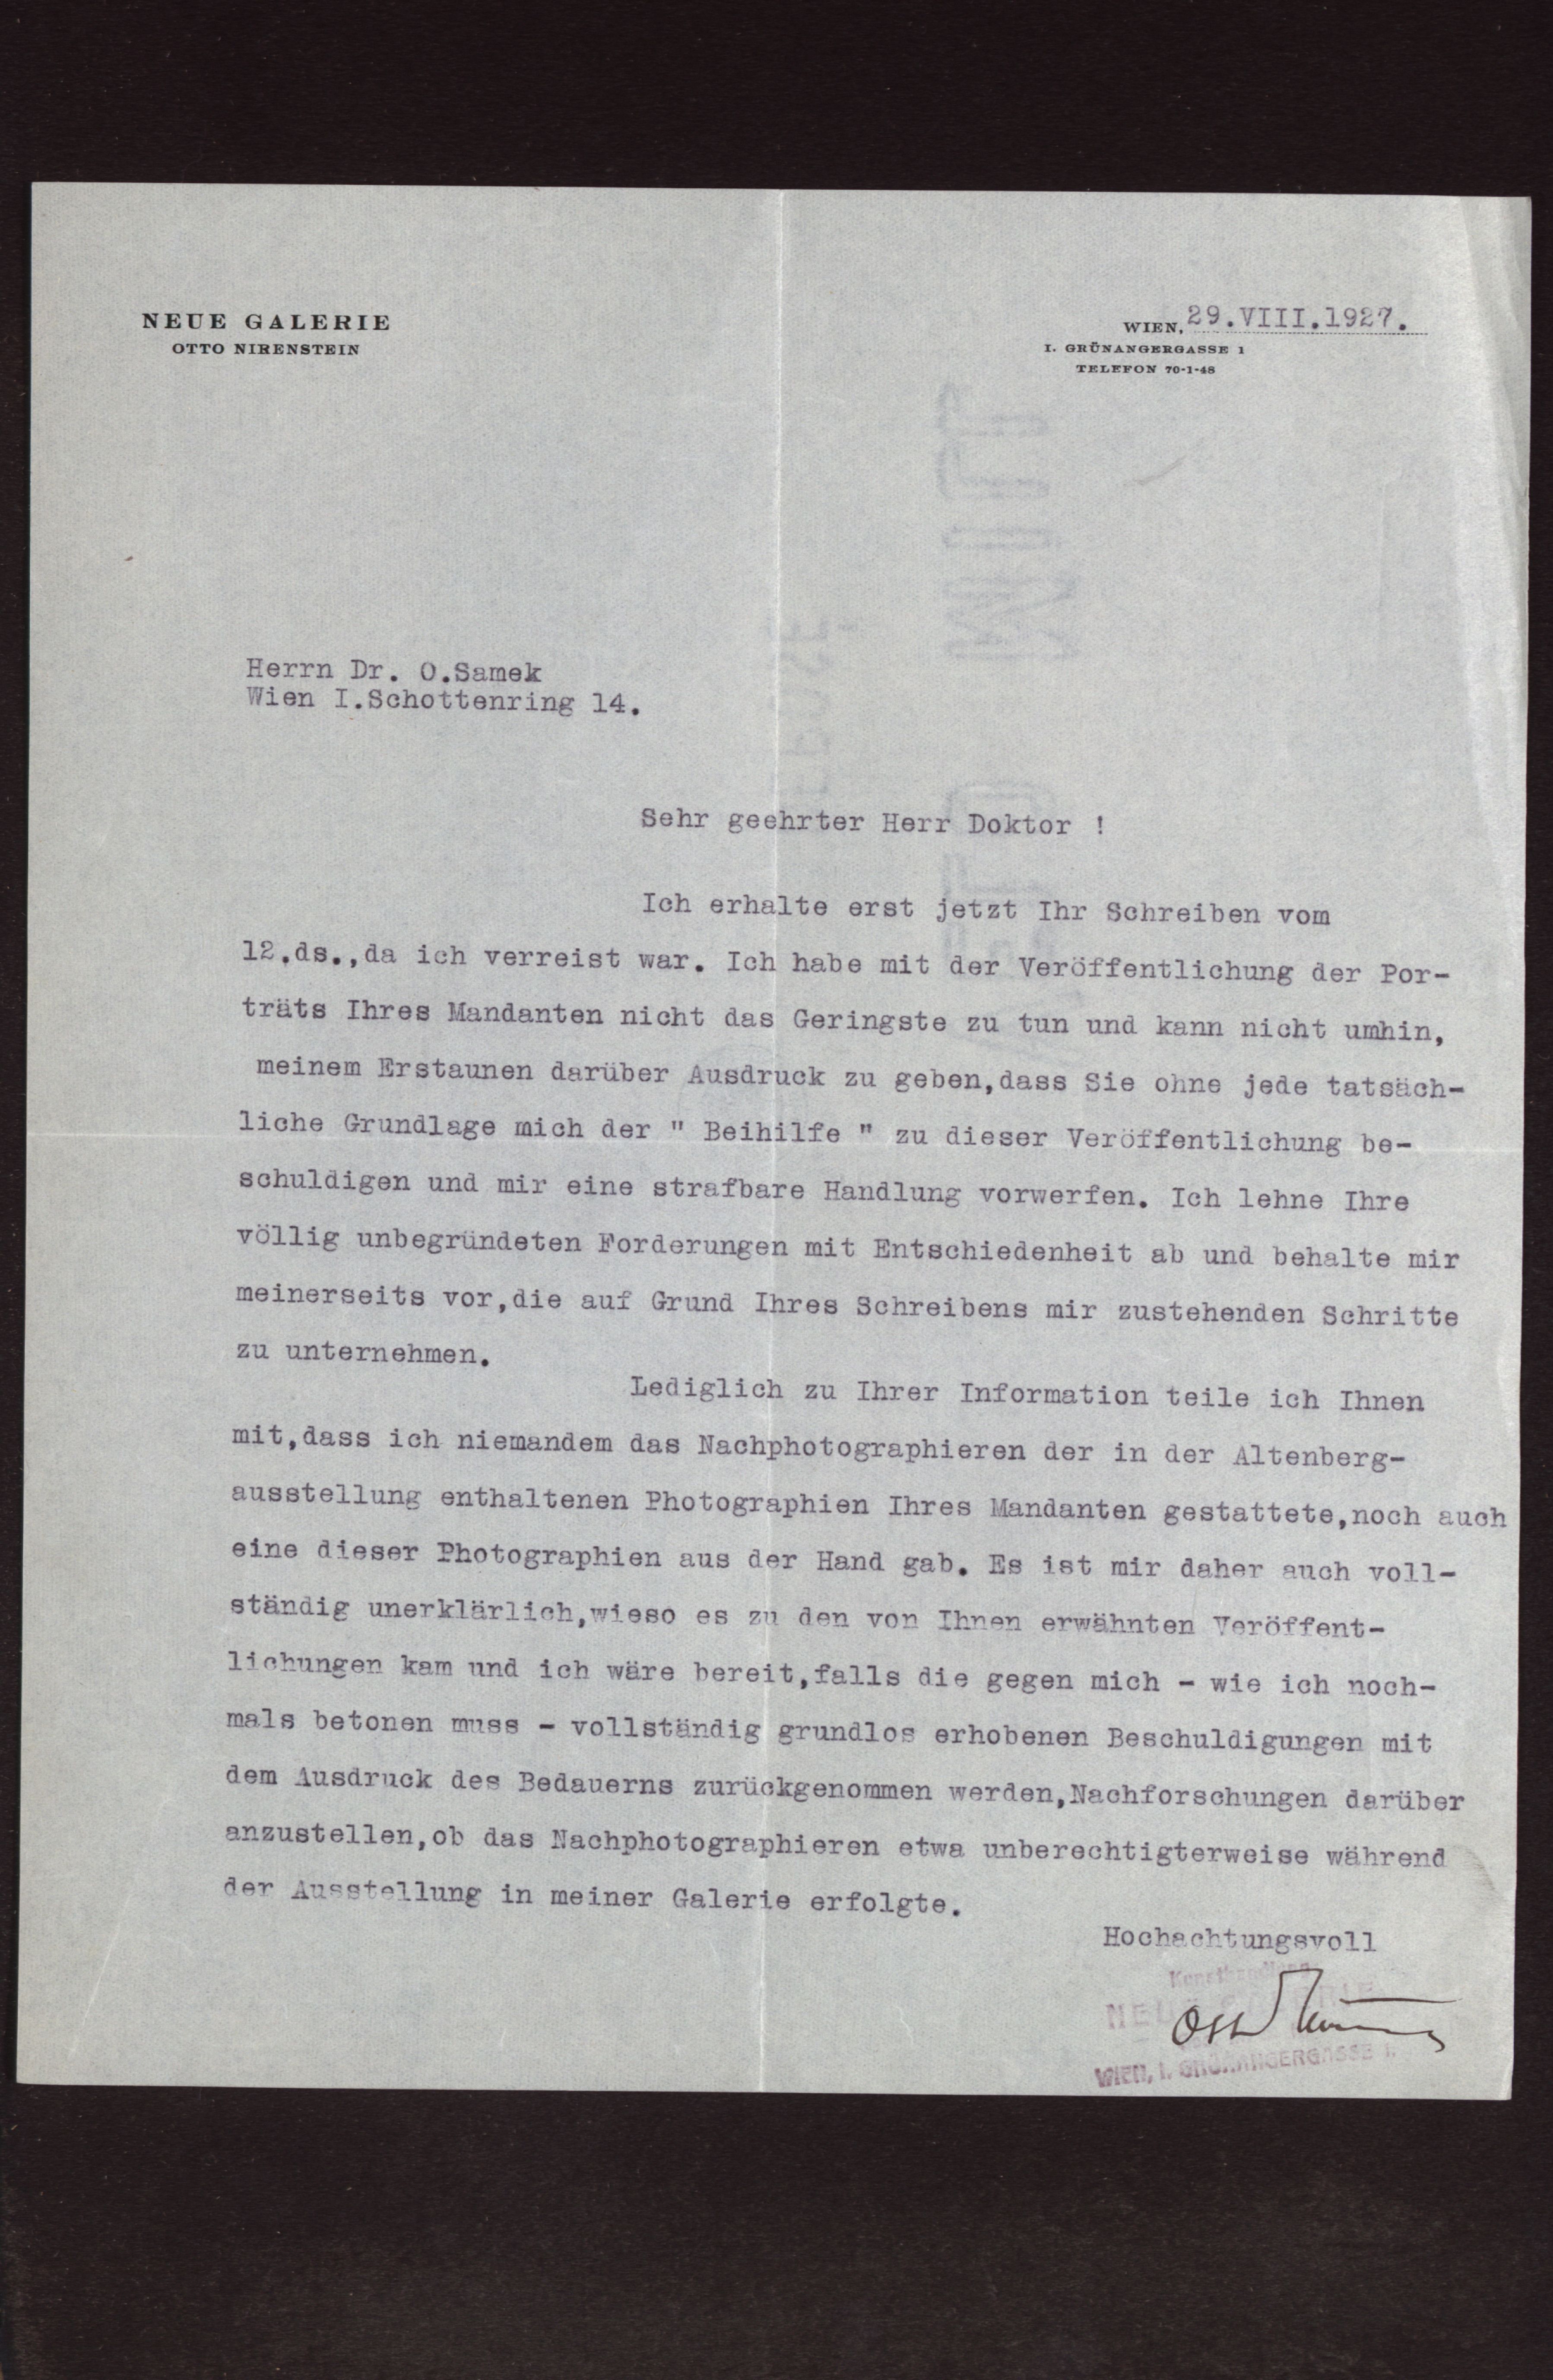 NEUE GALERIE
OTTO NIRENSTEIN
WIEN, 29.VIII.1927.
I. GRÜNANGERGASSE 1
TELEFON 70-1-48
Herrn Dr. O.Samek
Wien I.Schottenring 14.
Sehr geehrter Herr Doktor !
Ich erhalte erst jetzt Ihr Schreiben vom
12.ds.,da ich verreist war. Ich habe mit der Veröffentlichung der Por-
träts Ihres Mandanten nicht das Geringste zu tun und kann nicht umhin,
meinem Erstaunen darüber Ausdruck zu geben,dass Sie ohne jede tatsäch-
liche Grundlage mich der " Beihilfe " zu dieser Veröffentlichung be-
schuldigen und mir eine strafbare Handlung vorwerfen. Ich lehne Ihre
völlig unbegründeten Forderungen mit Entschiedenheit ab und behalte mir
meinerseits vor,die auf Grund Ihres Schreibens mir zustehenden Schritte
zu unternehmen.
Lediglich zu Ihrer Information teile ich Ihnen
mit,dass ich niemandem das Nachphotographieren der in der Altenberg-
ausstellung enthaltenen Photographien Ihres Mandanten gestattete,noch auch
eine dieser Photographien aus der Hand gab. Es ist mir daher auch voll-
ständig unerklärlich,wieso es zu den von Ihnen erwähnten Veröffent-
lichungen kam und ich wäre bereit,falls die gegen mich - wie ich noch-
mals betonen muss - vollständig grundlos erhobenen Beschuldigungen mit
dem Ausdruck des Bedauerns zurückgenommen werden,Nachforschungen darüber
anzustellen,ob das Nachphotographieren etwa unberechtigterweise während
der Ausstellung in meiner Galerie erfolgte.
Hochachtungsvoll
Kunsthandlung
WIEN, I. GRÜNANGERGASSE 1.